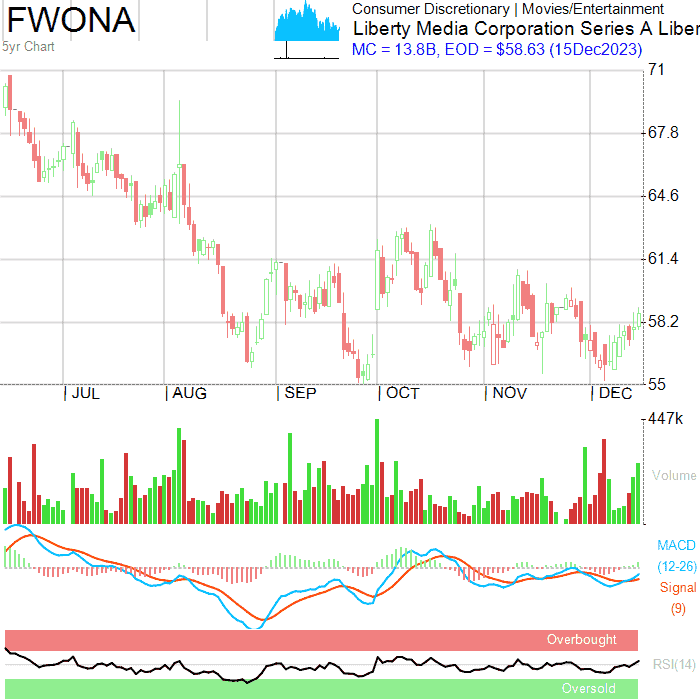 FWONA
5yr Chart
Consumer Discretionary | Movies/Entertainment
Liberty Media Corporation Series A Liber
MC = 13.8B, EOD = $58.63 (15Dec2023)
71
67.8
64.6
61.4
58.2
55
| JUL | AUG | SEP | OCT | NOV | DEC
447k
Volume
MACD
(12-26)
Signal
(9)
Overbought
RSI(14)
Oversold